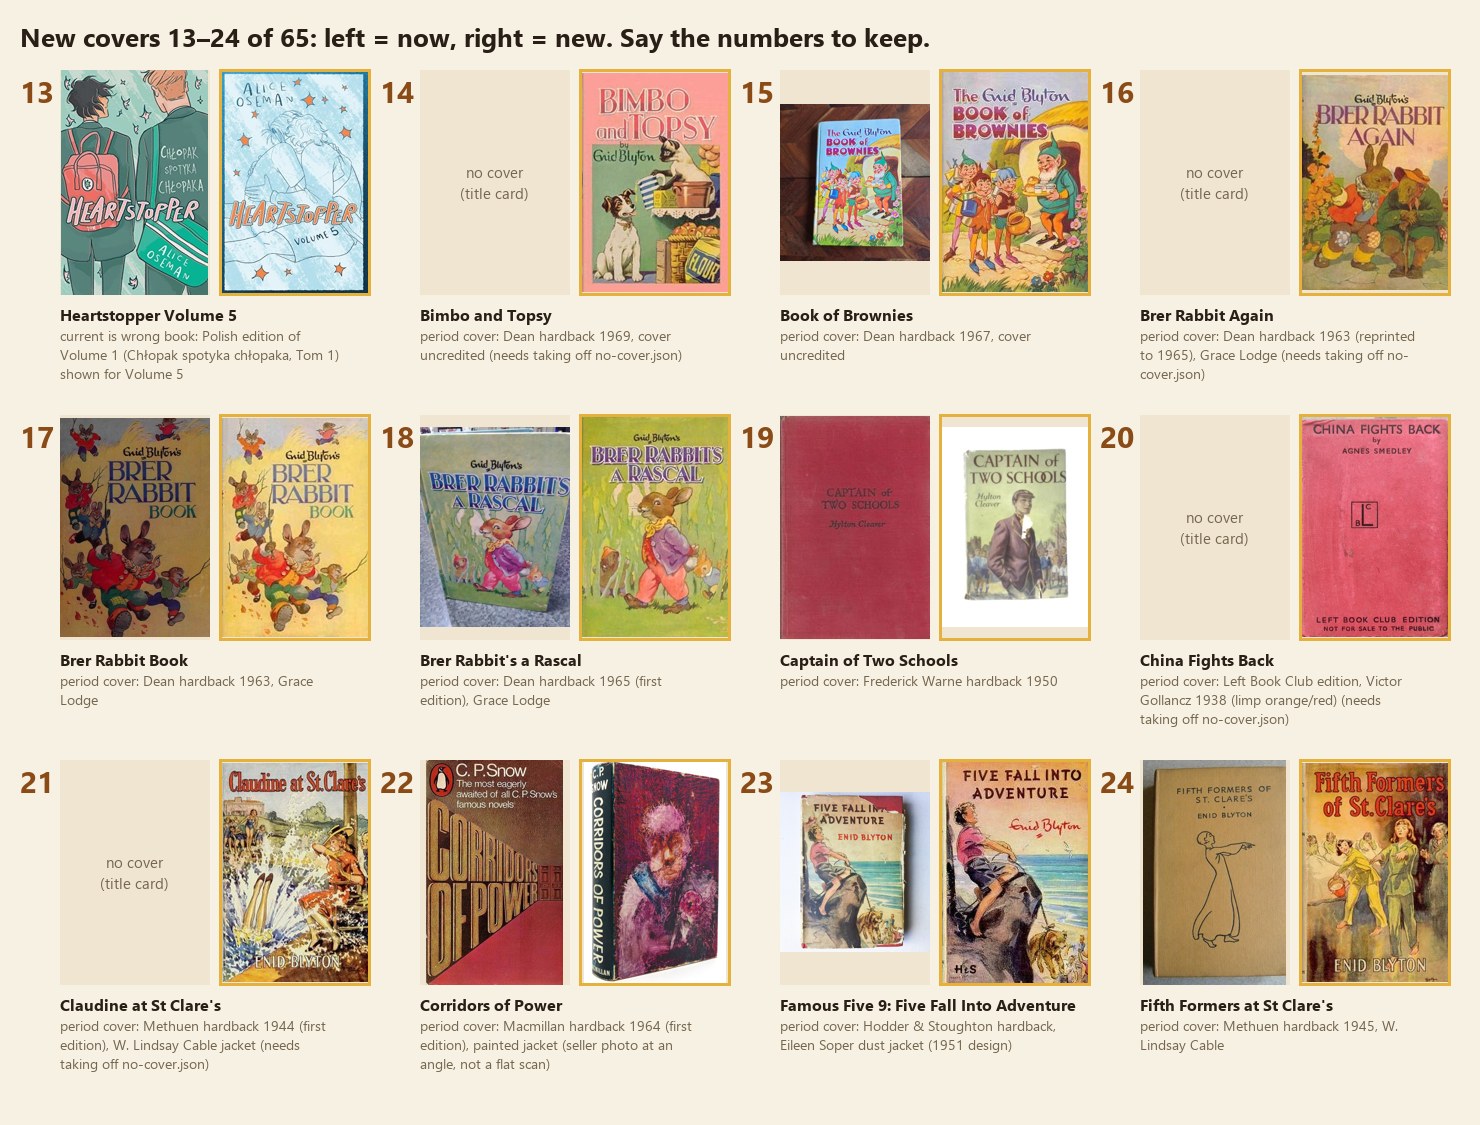 New covers 13–24 of 65: left = now, right = new. Say the numbers to keep.
13
CHŁOPAK
SPOTYKA
CHŁOPAKA
HEARTSTOPPER
ALICE
OSEMAN
ALICE
OSEMAN
HEARTSTOPPER
VOLUME 5
Heartstopper Volume 5
current is wrong book: Polish edition of
Volume 1 (Chłopak spotyka chłopaka, Tom 1)
shown for Volume 5
14
no cover
(title card)
BIMBO
and TOPSY
by
Enid Blyton
FLOUR
Bimbo and Topsy
period cover: Dean hardback 1969, cover
uncredited (needs taking off no-cover.json)
15
The Enid Blyton
BOOK of
BROWNIES
The Enid Blyton
BOOK of
BROWNIES
Book of Brownies
period cover: Dean hardback 1967, cover
uncredited
16
no cover
(title card)
Enid Blyton's
BRER RABBIT
AGAIN
Brer Rabbit Again
period cover: Dean hardback 1963 (reprinted
to 1965), Grace Lodge (needs taking off no-
cover.json)
17
Enid Blyton's
BRER
RABBIT
BOOK
Enid Blyton's
BRER
RABBIT
BOOK
Brer Rabbit Book
period cover: Dean hardback 1963, Grace
Lodge
18
Enid Blyton's
BRER RABBIT'S
A RASCAL
Enid Blyton's
BRER RABBIT'S
A RASCAL
Brer Rabbit's a Rascal
period cover: Dean hardback 1965 (first
edition), Grace Lodge
19
CAPTAIN of
TWO SCHOOLS
Hylton Cleaver
CAPTAIN of
TWO SCHOOLS
Hylton
Cleaver
Captain of Two Schools
period cover: Frederick Warne hardback 1950
20
no cover
(title card)
CHINA FIGHTS BACK
by
AGNES SMEDLEY
LBC
LEFT BOOK CLUB EDITION
NOT FOR SALE TO THE PUBLIC
China Fights Back
period cover: Left Book Club edition, Victor
Gollancz 1938 (limp orange/red) (needs
taking off no-cover.json)
21
no cover
(title card)
Claudine at St. Clare's
ENID BLYTON
Claudine at St Clare's
period cover: Methuen hardback 1944 (first
edition), W. Lindsay Cable jacket (needs
taking off no-cover.json)
22
C.P.Snow
The most eagerly
awaited of all C.P.Snow's
famous novels
CORRIDORS
OF POWER
C.P.
SNOW
CORRIDORS OF POWER
MACMILLAN
Corridors of Power
period cover: Macmillan hardback 1964 (first
edition), painted jacket (seller photo at an
angle, not a flat scan)
23
FIVE FALL INTO
ADVENTURE
ENID BLYTON
FIVE FALL INTO
ADVENTURE
Enid Blyton
H&S
Famous Five 9: Five Fall Into Adventure
period cover: Hodder & Stoughton hardback,
Eileen Soper dust jacket (1951 design)
24
FIFTH FORMERS OF
ST. CLARE'S
ENID BLYTON
Fifth Formers
of St. Clare's
ENID BLYTON
Fifth Formers at St Clare's
period cover: Methuen hardback 1945, W.
Lindsay Cable